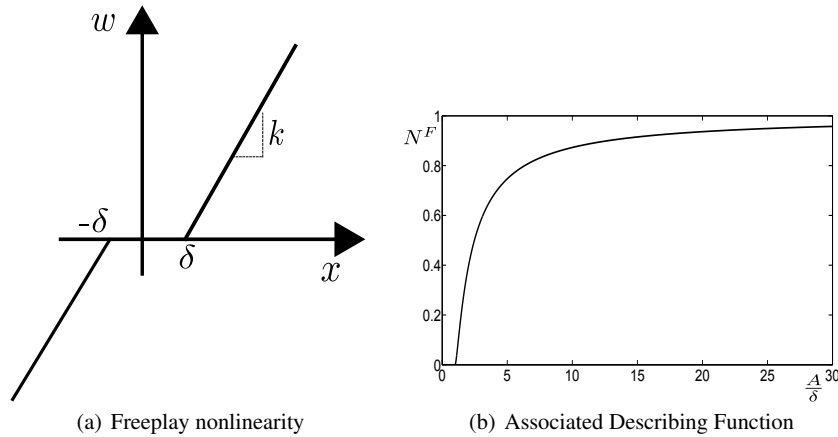 w
k
-δ
δ
x
(a) Freeplay nonlinearity
1
N^F
0.8
0.6
0.4
0.2
0
0 5 10 15 20 25 30
A/δ
(b) Associated Describing Function